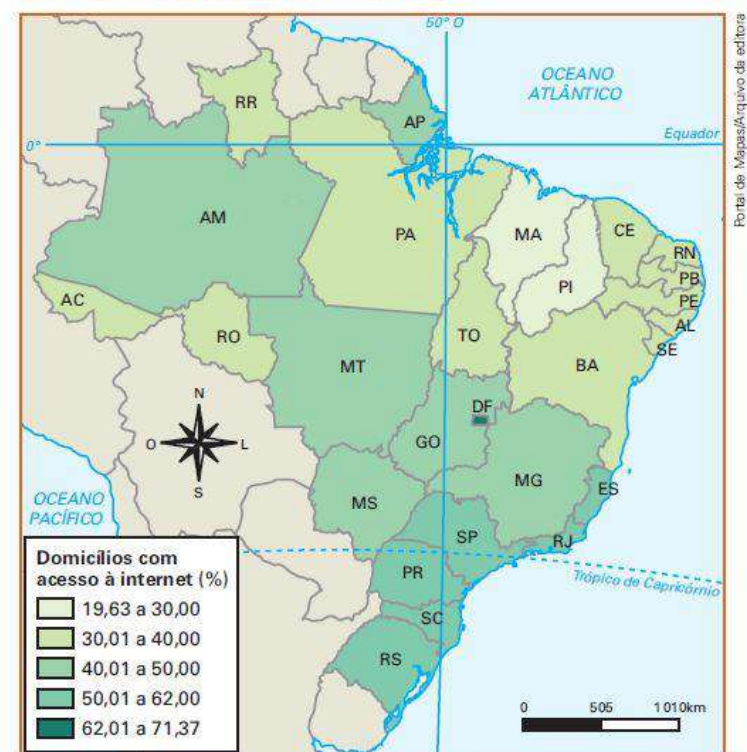 50° O
OCEANO
ATLÂNTICO
Portal de Mapas/Arquivo da editora
RR
AP
Equador
0°
AM
PA
MA
CE
RN
PB
PI
PE
AC
AL
RO
TO
SE
BA
MT
N
DF
O
L
GO
S
MG
ES
OCEANO
PACÍFICO
MS
SP
RJ
Trópico de Capricórnio
PR
SC
RS
Domicílios com
acesso à internet (%)
19,63 a 30,00
30,01 a 40,00
40,01 a 50,00
50,01 a 62,00
62,01 a 71,37
0 505 1 010km